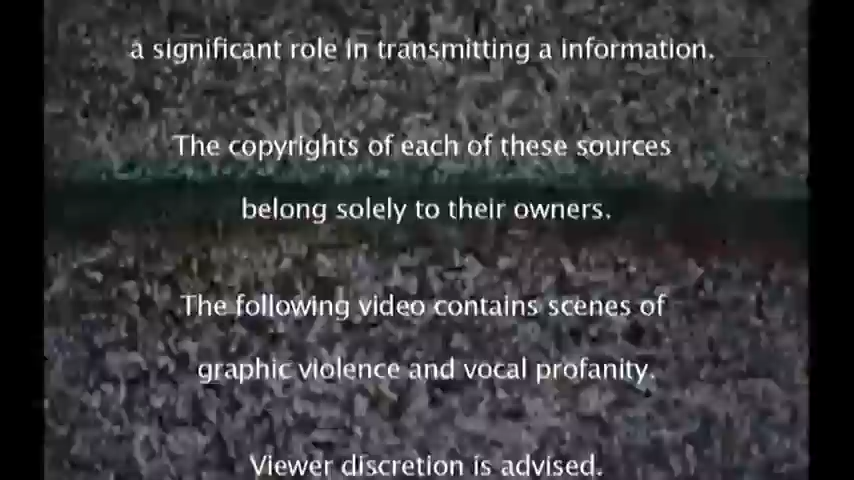 a significant role in transmitting a information.
The copyrights of each of these sources
belong solely to their owners.
The following video contains scenes of
graphic violence and vocal profanity.
Viewer discretion is advised.